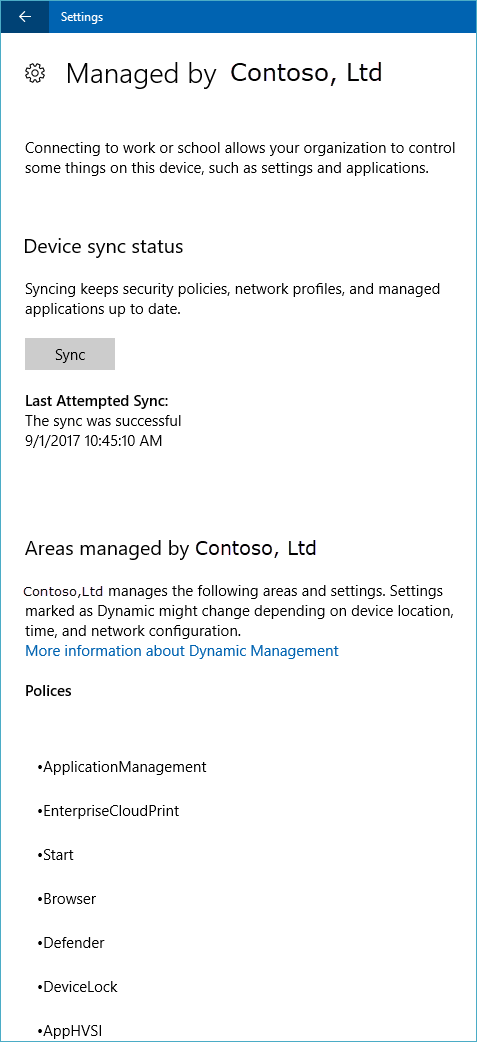 Settings
Managed by Contoso, Ltd
Connecting to work or school allows your organization to control
some things on this device, such as settings and applications.
Device sync status
Syncing keeps security policies, network profiles, and managed
applications up to date.
Sync
Last Attempted Sync:
The sync was successful
9/1/2017 10:45:10 AM
Areas managed by Contoso, Ltd
Contoso,Ltd manages the following areas and settings. Settings
marked as Dynamic might change depending on device location,
time, and network configuration.
More information about Dynamic Management
Polices
•ApplicationManagement
•EnterpriseCloudPrint
•Start
•Browser
•Defender
•DeviceLock
•AppHVSI